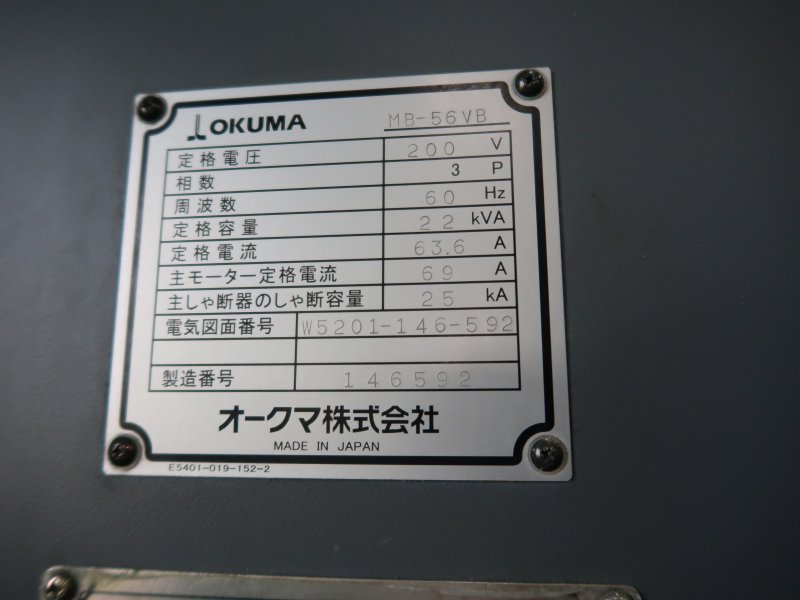 OKUMA MB-56VB
定格電圧 200 V
相数 3 P
周波数 60 Hz
定格容量 22 kVA
定格電流 63.6 A
主モーター定格電流 69 A
主しゃ断器のしゃ断容量 25 kA
電気図面番号 W5201-146-592
製造番号 146592
オークマ株式会社
MADE IN JAPAN
E5401-019-152-2